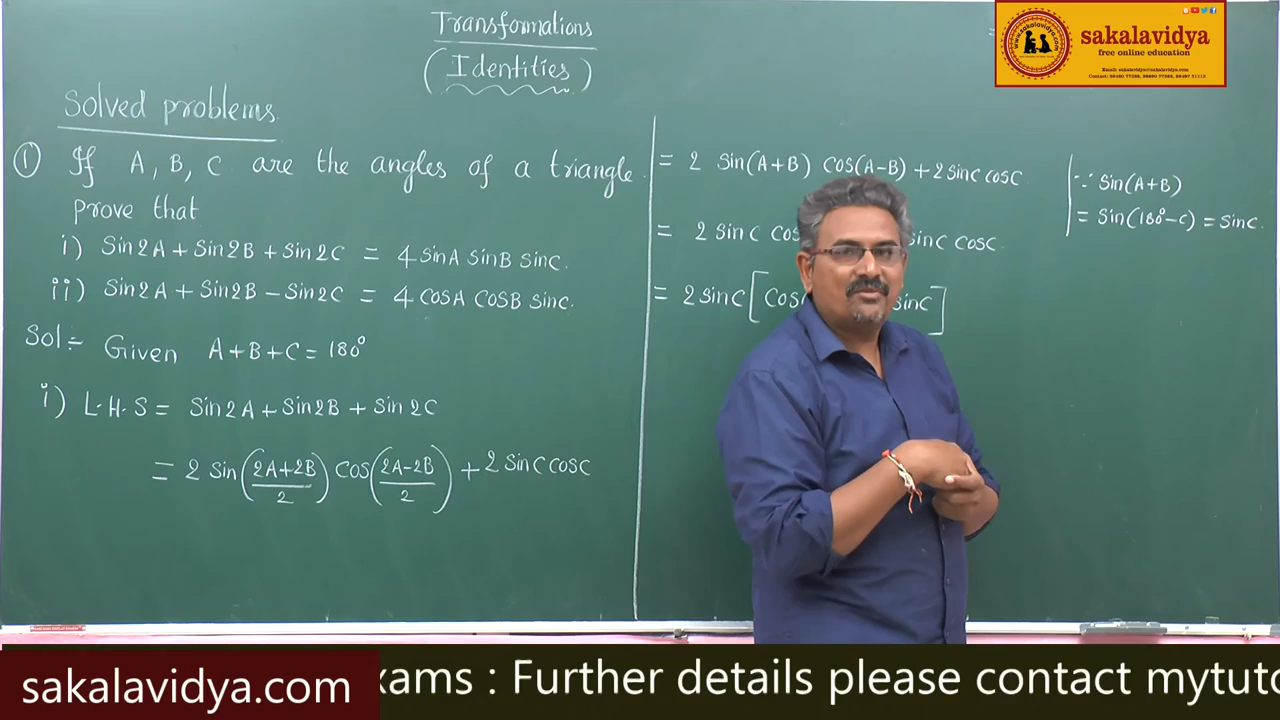 Transformations
(Identities)
Solved problems.
① If A, B, C are the angles of a triangle.
prove that
i) Sin2A + Sin2B + Sin2C = 4 SinA SinB SinC.
ii) Sin2A + Sin2B - Sin2C = 4 COSA COSB SinC.
Sol:- Given A+B+C = 180°
i) L.H.S = Sin2A + Sin2B + Sin2C
= 2 Sin((2A+2B)/2) Cos((2A-2B)/2) + 2 SinC COSC
= 2 Sin(A+B) COS(A-B) + 2 SinC COSC
= 2 SinC COS SinC COSC.
= 2 SinC [COS( SinC]
∵ Sin(A+B)
= Sin(180°-C) = SinC.
sakalavidya
free online education
www.sakalavidya.com
sakalavidya.com
xams : Further details please contact mytuto